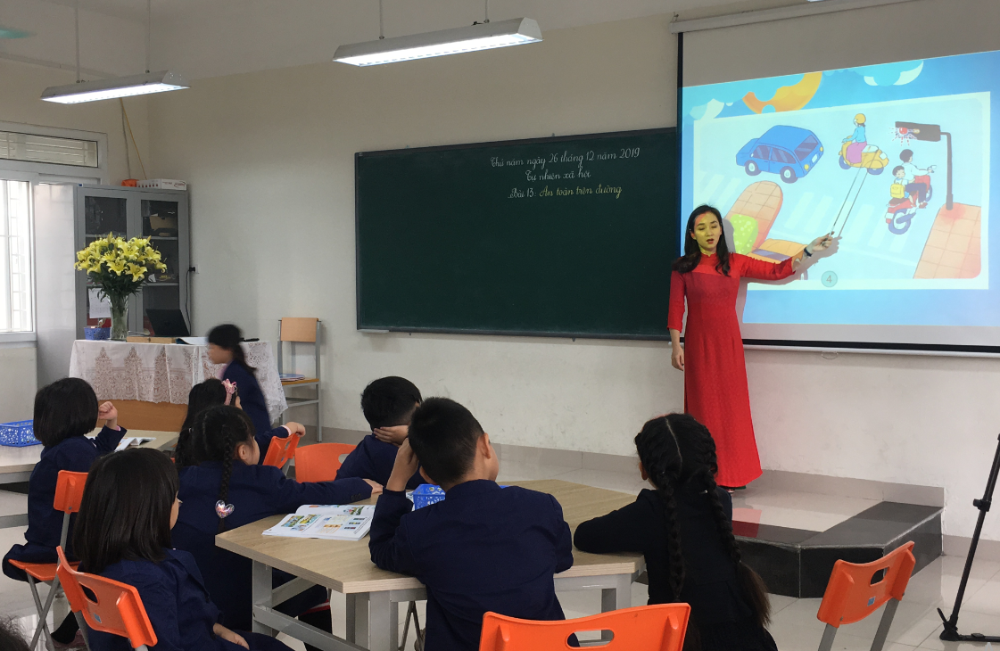 Thứ năm ngày 26 tháng 12 năm 2019
Tự nhiên xã hội
Bài 13: An toàn trên đường
4